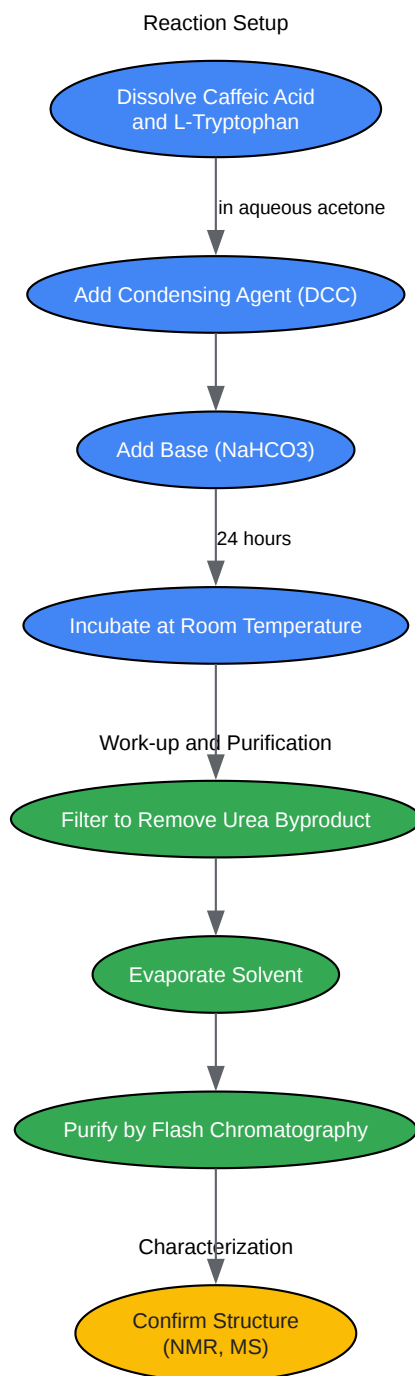 Reaction Setup
Dissolve Caffeic Acid
and L-Tryptophan
in aqueous acetone
Add Condensing Agent (DCC)
Add Base (NaHCO3)
24 hours
Incubate at Room Temperature
Work-up and Purification
Filter to Remove Urea Byproduct
Evaporate Solvent
Purify by Flash Chromatography
Characterization
Confirm Structure
(NMR, MS)